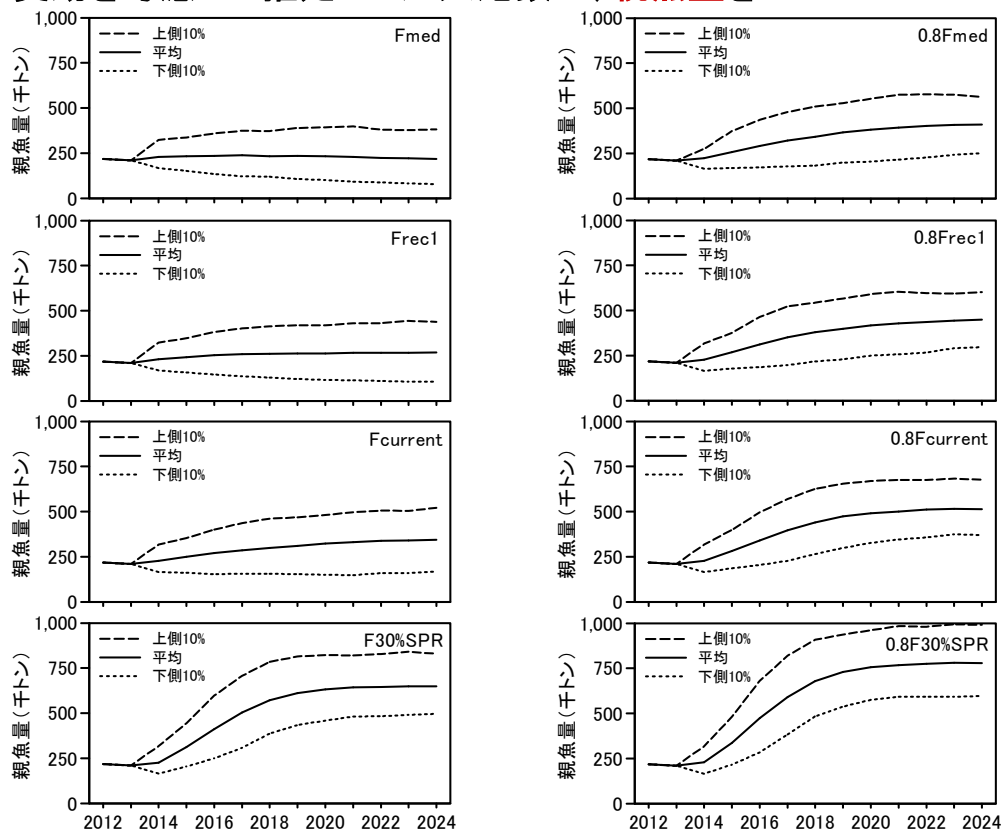 1,000
750
500
250
0
親魚量(千トン)
上側10%
平均
下側10%
Fmed
1,000
750
500
250
0
親魚量(千トン)
上側10%
平均
下側10%
0.8Fmed
1,000
750
500
250
0
親魚量(千トン)
上側10%
平均
下側10%
Frec1
1,000
750
500
250
0
親魚量(千トン)
上側10%
平均
下側10%
0.8Frec1
1,000
750
500
250
0
親魚量(千トン)
上側10%
平均
下側10%
Fcurrent
1,000
750
500
250
0
親魚量(千トン)
上側10%
平均
下側10%
0.8Fcurrent
1,000
750
500
250
0
親魚量(千トン)
上側10%
平均
下側10%
F30%SPR
2012 2014 2016 2018 2020 2022 2024
1,000
750
500
250
0
親魚量(千トン)
上側10%
平均
下側10%
0.8F30%SPR
2012 2014 2016 2018 2020 2022 2024